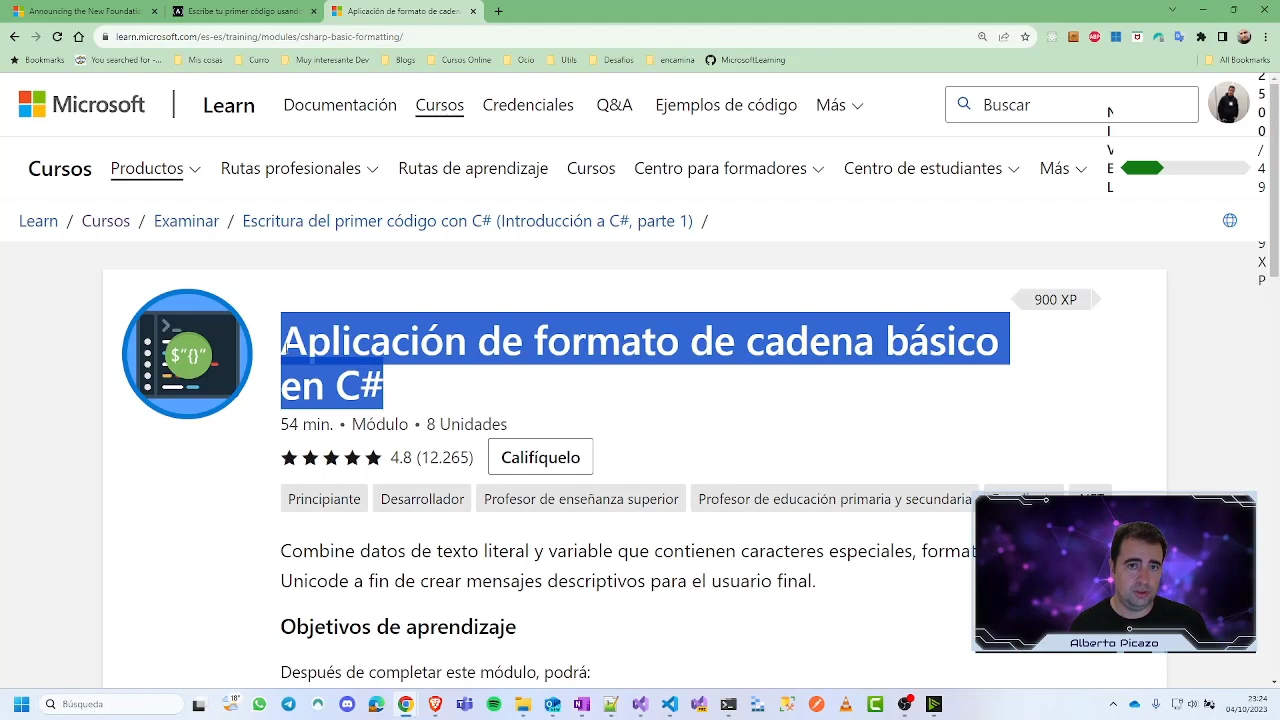 Announcing the New Foundatio
Escribe tu primer código usand
Aplicación de formato de caden
learn.microsoft.com/es-es/training/modules/csharp-basic-formatting/
Bookmarks
You searched for -...
Mis cosas
Curro
Muy interesante Dev
Blogs
Cursos Online
Ocio
Utils
Desafíos
encamina
MicrosoftLearning
All Bookmarks
Microsoft
Learn
Documentación
Cursos
Credenciales
Q&A
Ejemplos de código
Más
Buscar
Cursos
Productos
Rutas profesionales
Rutas de aprendizaje
Cursos
Centro para formadores
Centro de estudiantes
Más
Learn / Cursos / Examinar / Escritura del primer código con C# (Introducción a C#, parte 1) /
900 XP
$"{}"
Aplicación de formato de cadena básico
en C#
54 min. • Módulo • 8 Unidades
4.8 (12.265)
Califíquelo
Principiante
Desarrollador
Profesor de enseñanza superior
Profesor de educación primaria y secundaria
Combine datos de texto literal y variable que contienen caracteres especiales, format
Unicode a fin de crear mensajes descriptivos para el usuario final.
Objetivos de aprendizaje
Después de completar este módulo, podrá:
Alberto Picazo
Búsqueda
18°
23:24
04/10/2023